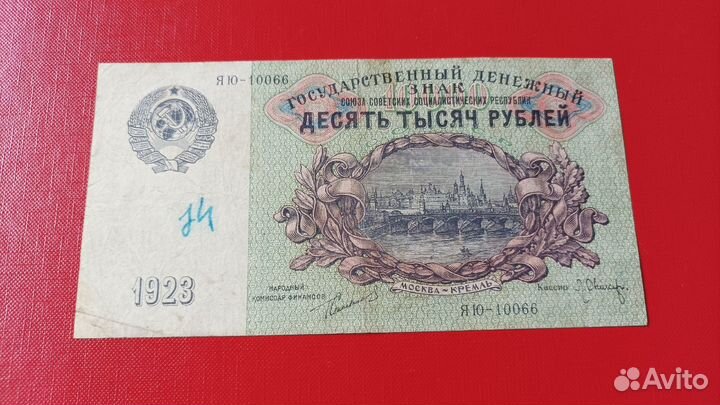 ЯЮ-10066
ГОСУДАРСТВЕННЫЙ ДЕНЕЖНЫЙ
ЗНАК
СОЮЗА СОВЕТСКИХ СОЦИАЛИСТИЧЕСКИХ РЕСПУБЛИК
ДЕСЯТЬ ТЫСЯЧ РУБЛЕЙ
1923
НАРОДНЫЙ
КОМИССАР ФИНАНСОВ
МОСКВА-КРЕМЛЬ
Кассир
ЯЮ-10066
Avito